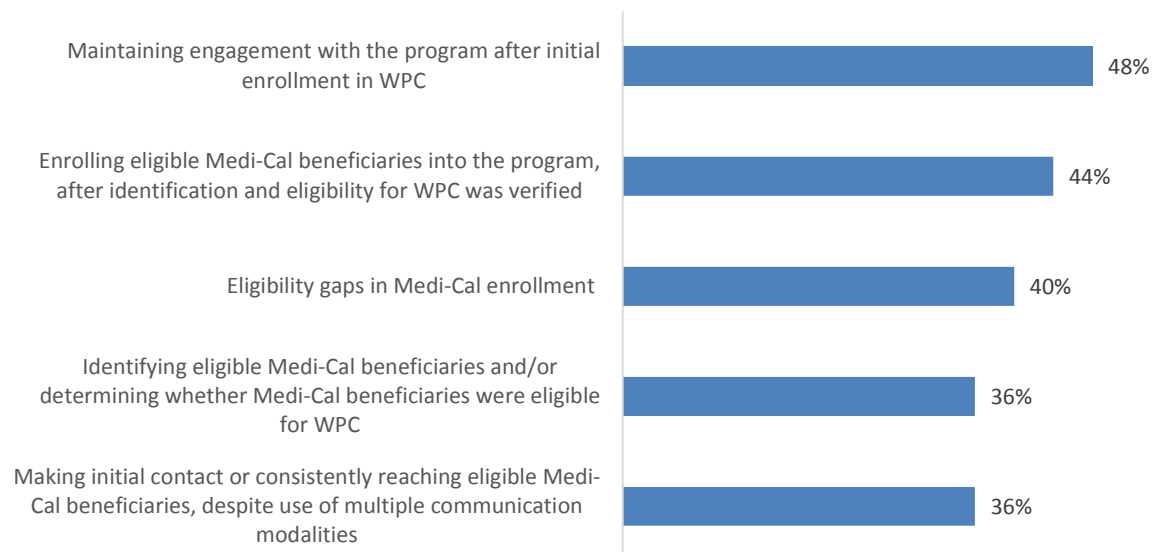 Maintaining engagement with the program after initial
enrollment in WPC
48%
Enrolling eligible Medi-Cal beneficiaries into the program,
after identification and eligibility for WPC was verified
44%
Eligibility gaps in Medi-Cal enrollment
40%
Identifying eligible Medi-Cal beneficiaries and/or
determining whether Medi-Cal beneficiaries were eligible
for WPC
36%
Making initial contact or consistently reaching eligible Medi-
Cal beneficiaries, despite use of multiple communication
modalities
36%